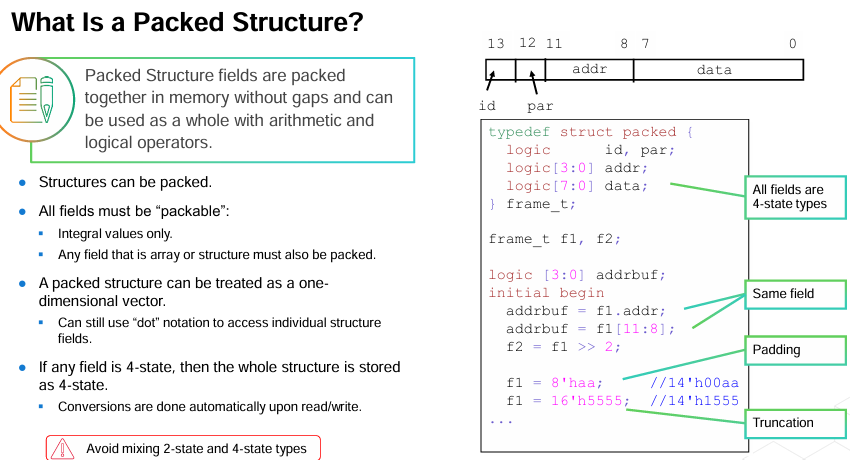 What Is a Packed Structure?
Packed Structure fields are packed
together in memory without gaps and can
be used as a whole with arithmetic and
logical operators.
Structures can be packed.
All fields must be “packable”:
Integral values only.
Any field that is array or structure must also be packed.
A packed structure can be treated as a one-
dimensional vector.
Can still use “dot” notation to access individual structure
fields.
If any field is 4-state, then the whole structure is stored
as 4-state.
Conversions are done automatically upon read/write.
Avoid mixing 2-state and 4-state types
13 12 11 8 7 0
addr data
id par
typedef struct packed {
logic id, par;
logic[3:0] addr;
logic[7:0] data;
} frame_t;
frame_t f1, f2;
logic [3:0] addrbuf;
initial begin
addrbuf = f1.addr;
addrbuf = f1[11:8];
f2 = f1 >> 2;
f1 = 8'haa; //14'h00aa
f1 = 16'h5555; //14'h1555
...
All fields are
4-state types
Same field
Padding
Truncation